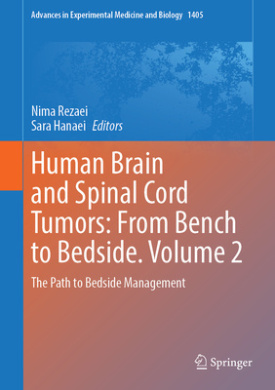 Advances in Experimental Medicine and Biology 1405
Nima Rezaei
Sara Hanaei Editors
Human Brain
and Spinal Cord
Tumors: From Bench
to Bedside. Volume 2
The Path to Bedside Management
Springer